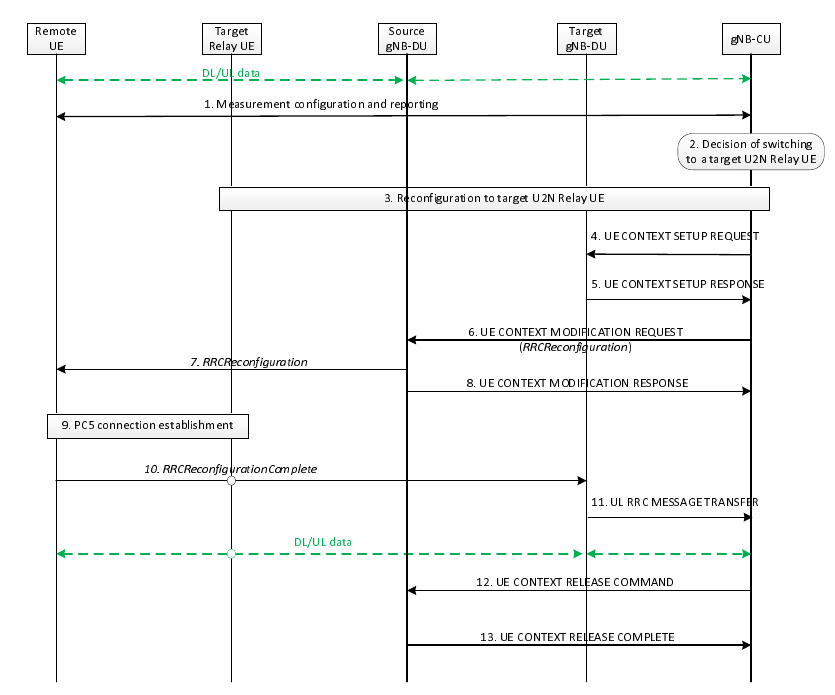 Remote
UE
Target
Relay UE
Source
gNB-DU
Target
gNB-DU
gNB-CU
DL/UL data
1. Measurement configuration and reporting
2. Decision of switching
to a target U2N Relay UE
3. Reconfiguration to target U2N Relay UE
4. UE CONTEXT SETUP REQUEST
5. UE CONTEXT SETUP RESPONSE
6. UE CONTEXT MODIFICATION REQUEST
(RRCReconfiguration)
7. RRCReconfiguration
8. UE CONTEXT MODIFICATION RESPONSE
9. PC5 connection establishment
10. RRCReconfigurationComplete
11. UL RRC MESSAGE TRANSFER
DL/UL data
12. UE CONTEXT RELEASE COMMAND
13. UE CONTEXT RELEASE COMPLETE